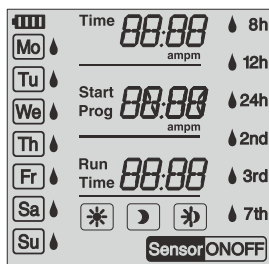 Time 88:88
ampm
Mo
Tu
We
Th
Fr
Sa
Su
Start
Prog 88:88
ampm
Run
Time 88:88
8h
12h
24h
2nd
3rd
7th
Sensor ONOFF